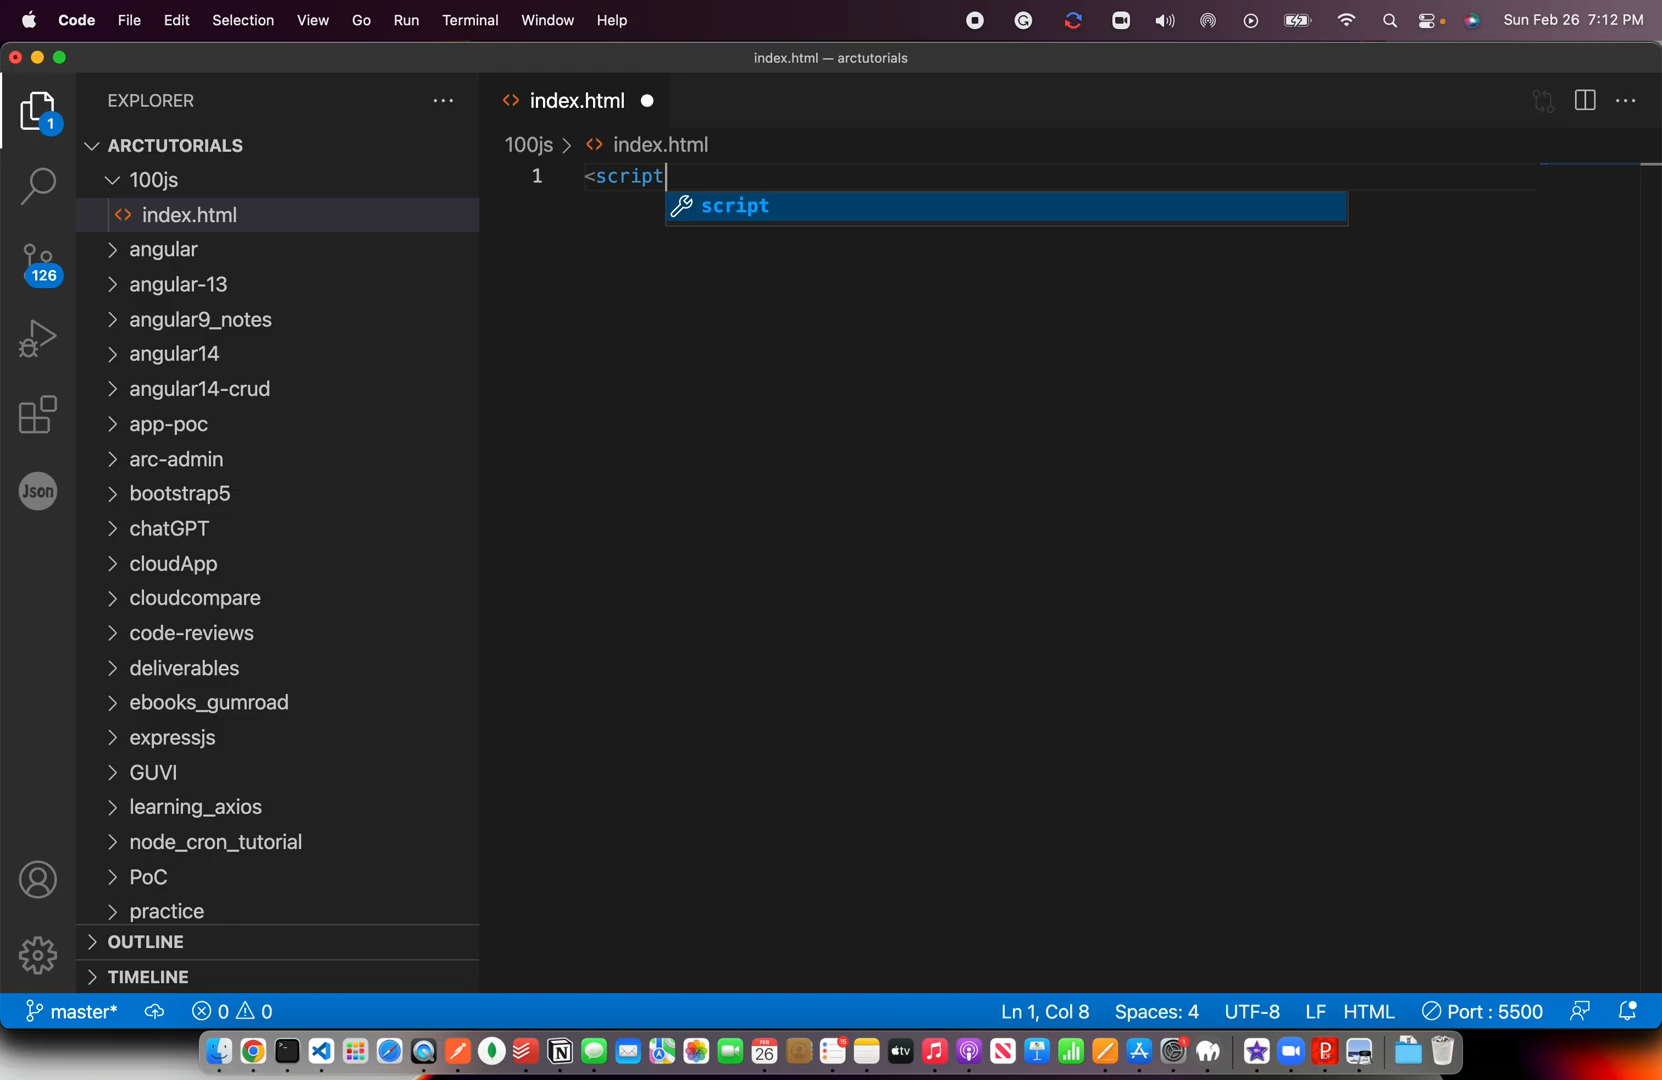 Code File Edit Selection View Go Run Terminal Window Help Sun Feb 26 7:12 PM
index.html — arctutorials
EXPLORER
index.html
ARCTUTORIALS
100js > index.html
100js
1 <script
script
index.html
angular
angular-13
angular9_notes
angular14
angular14-crud
app-poc
arc-admin
bootstrap5
chatGPT
cloudApp
cloudcompare
code-reviews
deliverables
ebooks_gumroad
expressjs
GUVI
learning_axios
node_cron_tutorial
PoC
practice
OUTLINE
TIMELINE
1
126
Json
master* 0 0 Ln 1, Col 8 Spaces: 4 UTF-8 LF HTML Port : 5500
FEB
26
tv